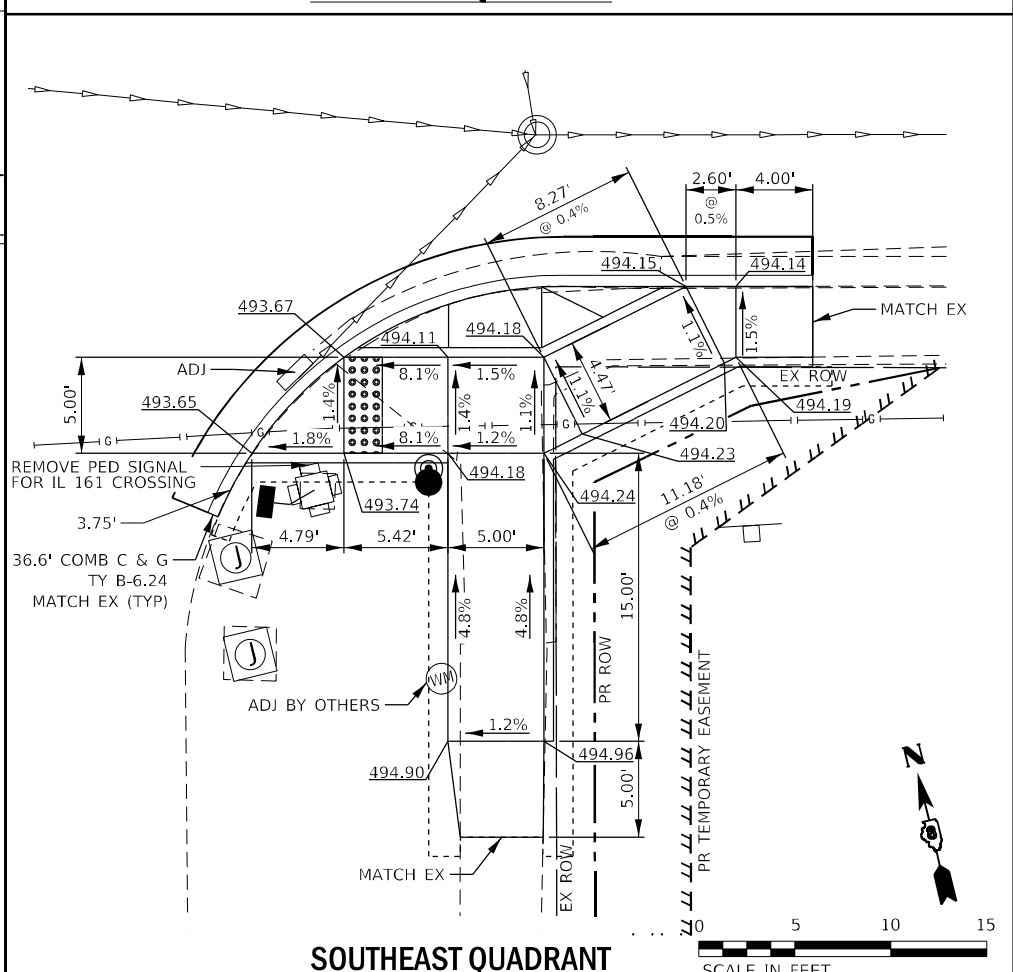 8.27'
@ 0.4%
2.60'
@
0.5%
4.00'
494.15
494.14
493.67
494.11
494.18
MATCH EX
ADJ
8.1%
1.5%
4.47'
1.1%
1.1%
1.5%
EX ROW
5.00'
1.4%
1.4%
1.1%
493.65
494.19
G
1.8%
G
8.1%
1.2%
G
494.20
G
REMOVE PED SIGNAL
FOR IL 161 CROSSING
494.18
494.23
493.74
494.24
11.18'
@ 0.4%
3.75'
4.79'
5.42'
5.00'
36.6' COMB C & G
TY B-6.24
MATCH EX (TYP)
J
4.8%
4.8%
15.00'
J
WM
PR ROW
ADJ BY OTHERS
PR TEMPORARY EASEMENT
1.2%
494.90
494.96
5.00'
N
8
MATCH EX
EX ROW
0 5 10 15
SCALE IN FEET
SOUTHEAST QUADRANT